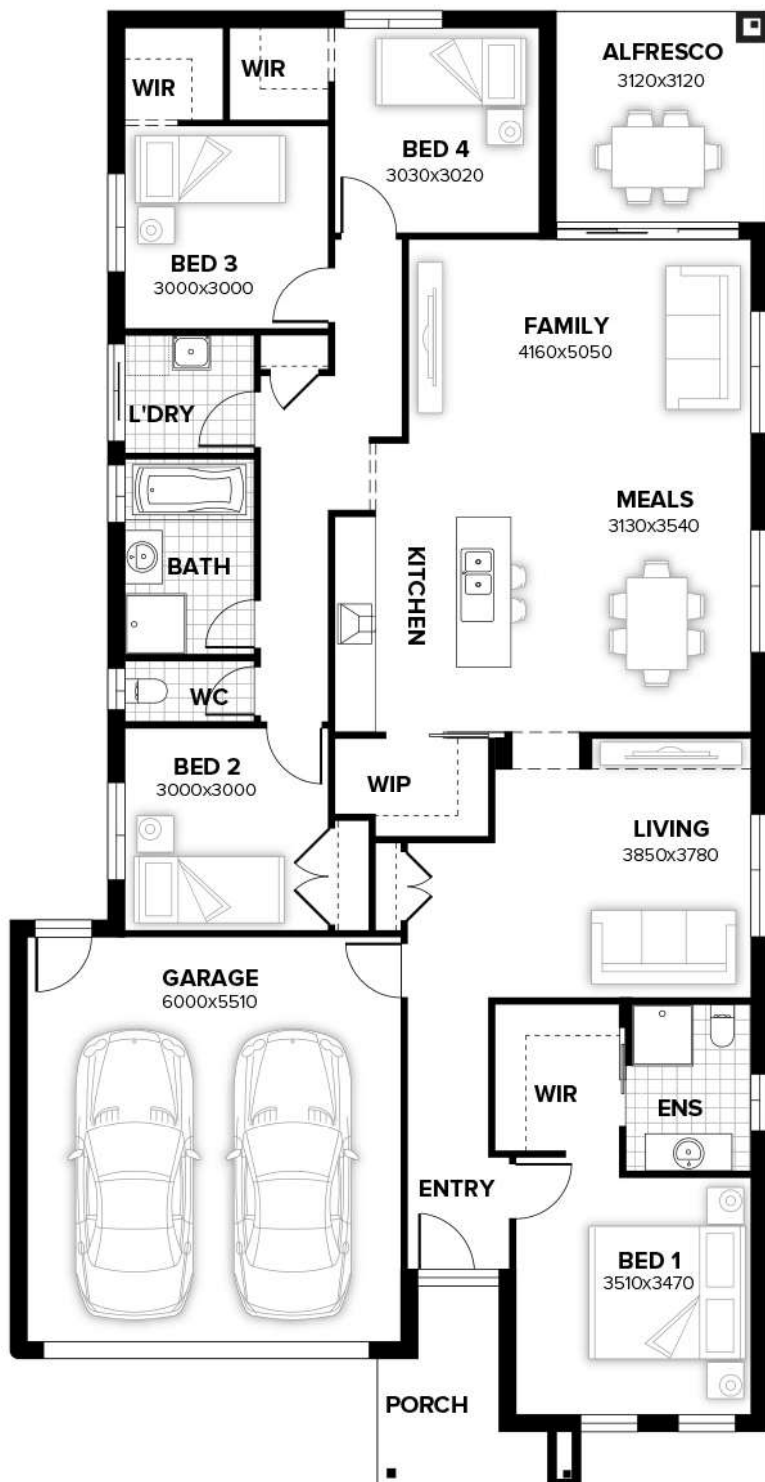 WIR
WIR
ALFRESCO
3120x3120
BED 4
3030x3020
BED 3
3000x3000
FAMILY
4160x5050
L'DRY
MEALS
3130x3540
KITCHEN
BATH
WC
BED 2
3000x3000
WIP
LIVING
3850x3780
GARAGE
6000x5510
WIR
ENS
ENTRY
BED 1
3510x3470
PORCH